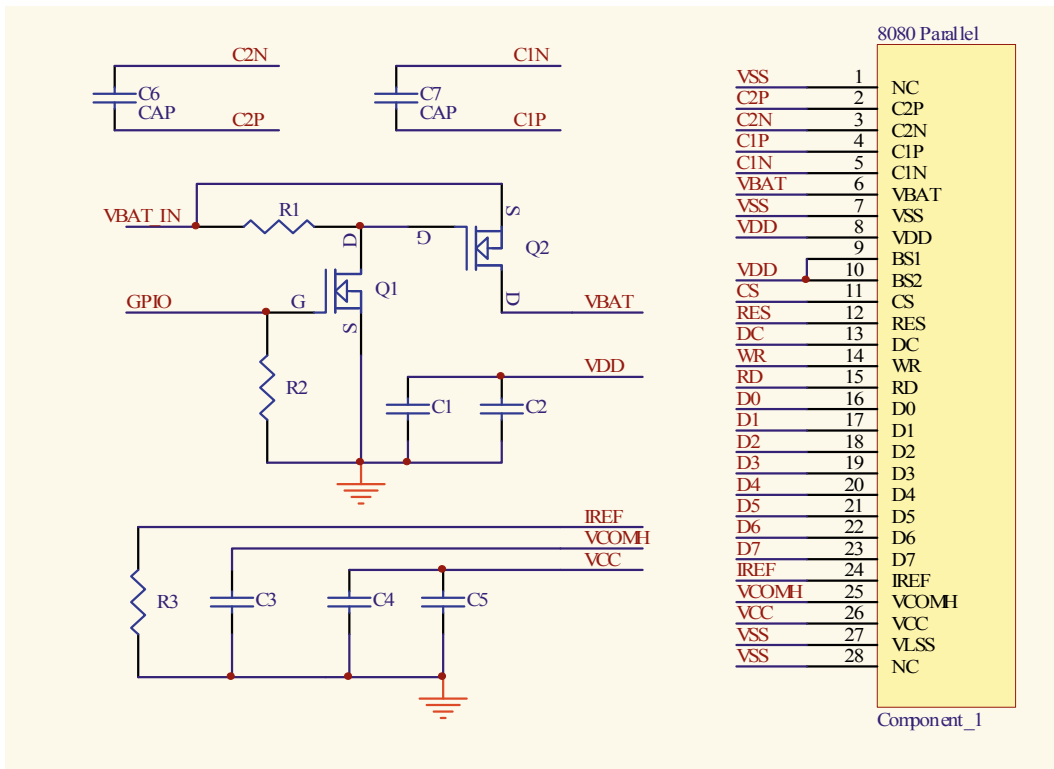 8080 Parallel
C2N
C6
CAP
C2P
C1N
C7
CAP
C1P
VBAT_IN
R1
D
G
S
Q2
D
VBAT
GPIO
G
Q1
S
R2
VDD
C1
C2
IREF
VCOMH
VCC
R3
C3
C4
C5
VSS 1 NC
C2P 2 C2P
C2N 3 C2N
C1P 4 C1P
C1N 5 C1N
VBAT 6 VBAT
VSS 7 VSS
VDD 8 VDD
9 BS1
VDD 10 BS2
CS 11 CS
RES 12 RES
DC 13 DC
WR 14 WR
RD 15 RD
D0 16 D0
D1 17 D1
D2 18 D2
D3 19 D3
D4 20 D4
D5 21 D5
D6 22 D6
D7 23 D7
IREF 24 IREF
VCOMH 25 VCOMH
VCC 26 VCC
VSS 27 VLSS
VSS 28 NC
Component_1